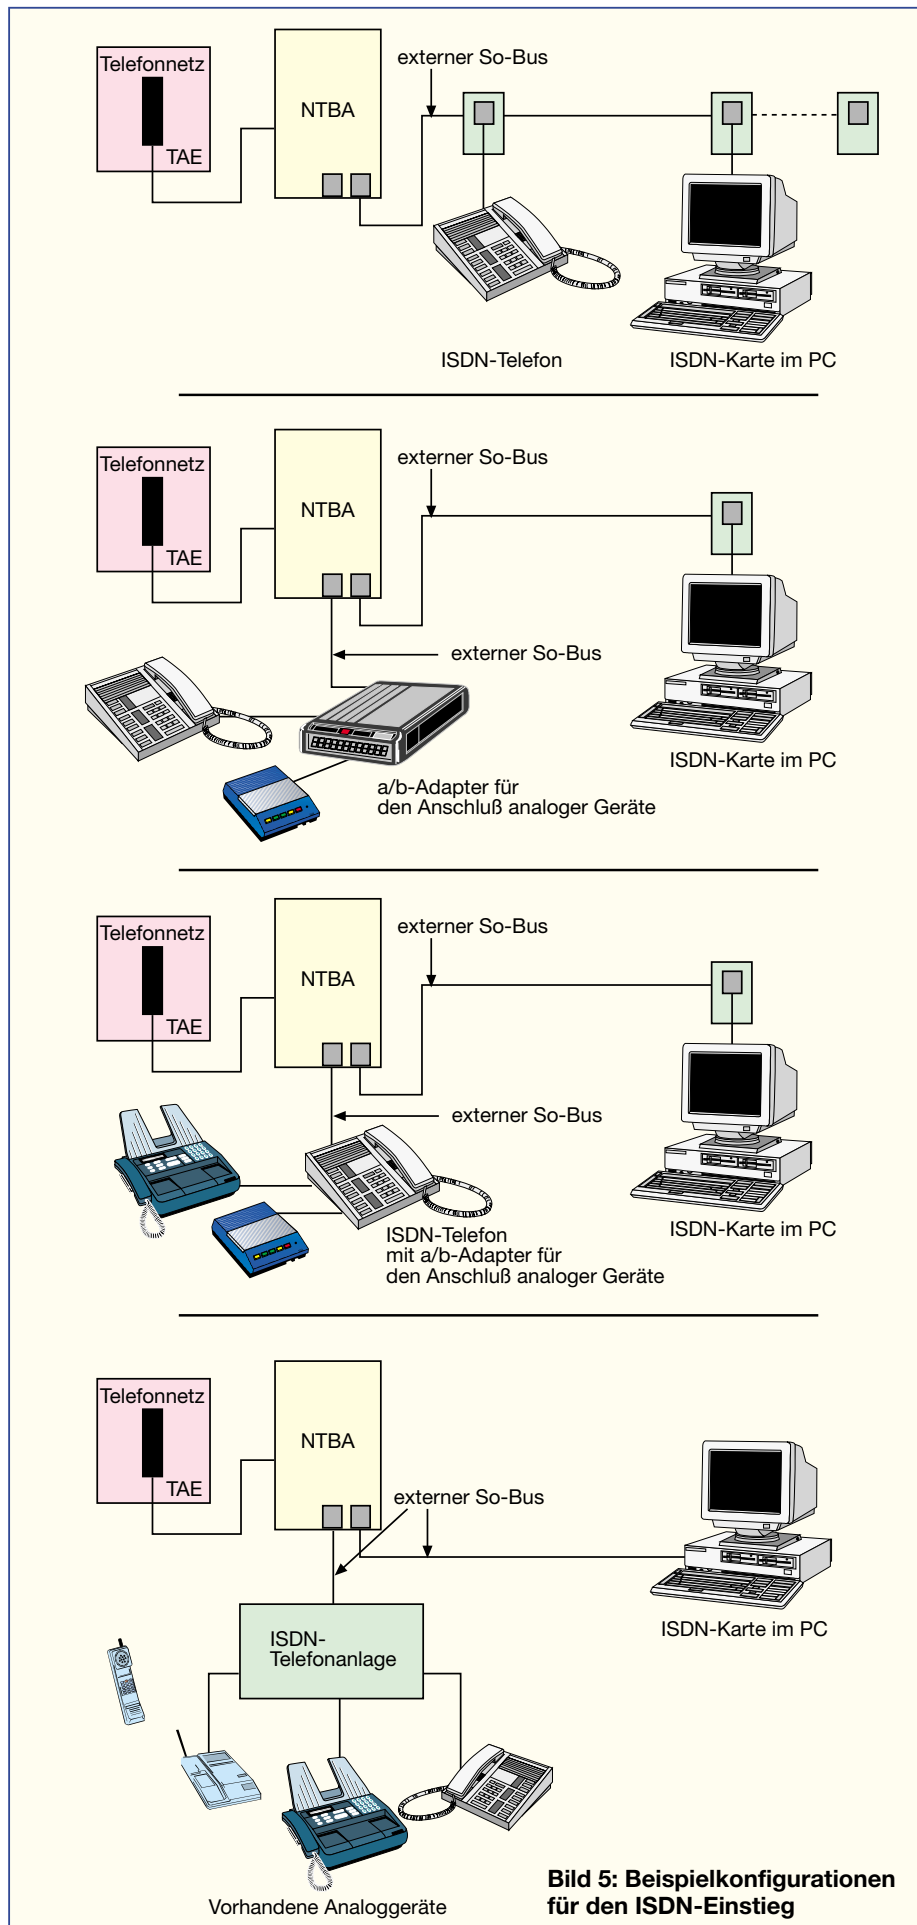 Telefonnetz
TAE
NTBA
externer So-Bus
ISDN-Telefon
ISDN-Karte im PC
Telefonnetz
TAE
NTBA
externer So-Bus
externer So-Bus
ISDN-Karte im PC
a/b-Adapter für
den Anschluß analoger Geräte
Telefonnetz
TAE
NTBA
externer So-Bus
externer So-Bus
ISDN-Karte im PC
ISDN-Telefon
mit a/b-Adapter für
den Anschluß analoger Geräte
Telefonnetz
TAE
NTBA
externer So-Bus
ISDN-Karte im PC
ISDN-
Telefonanlage
Vorhandene Analoggeräte
Bild 5: Beispielkonfigurationen
für den ISDN-Einstieg